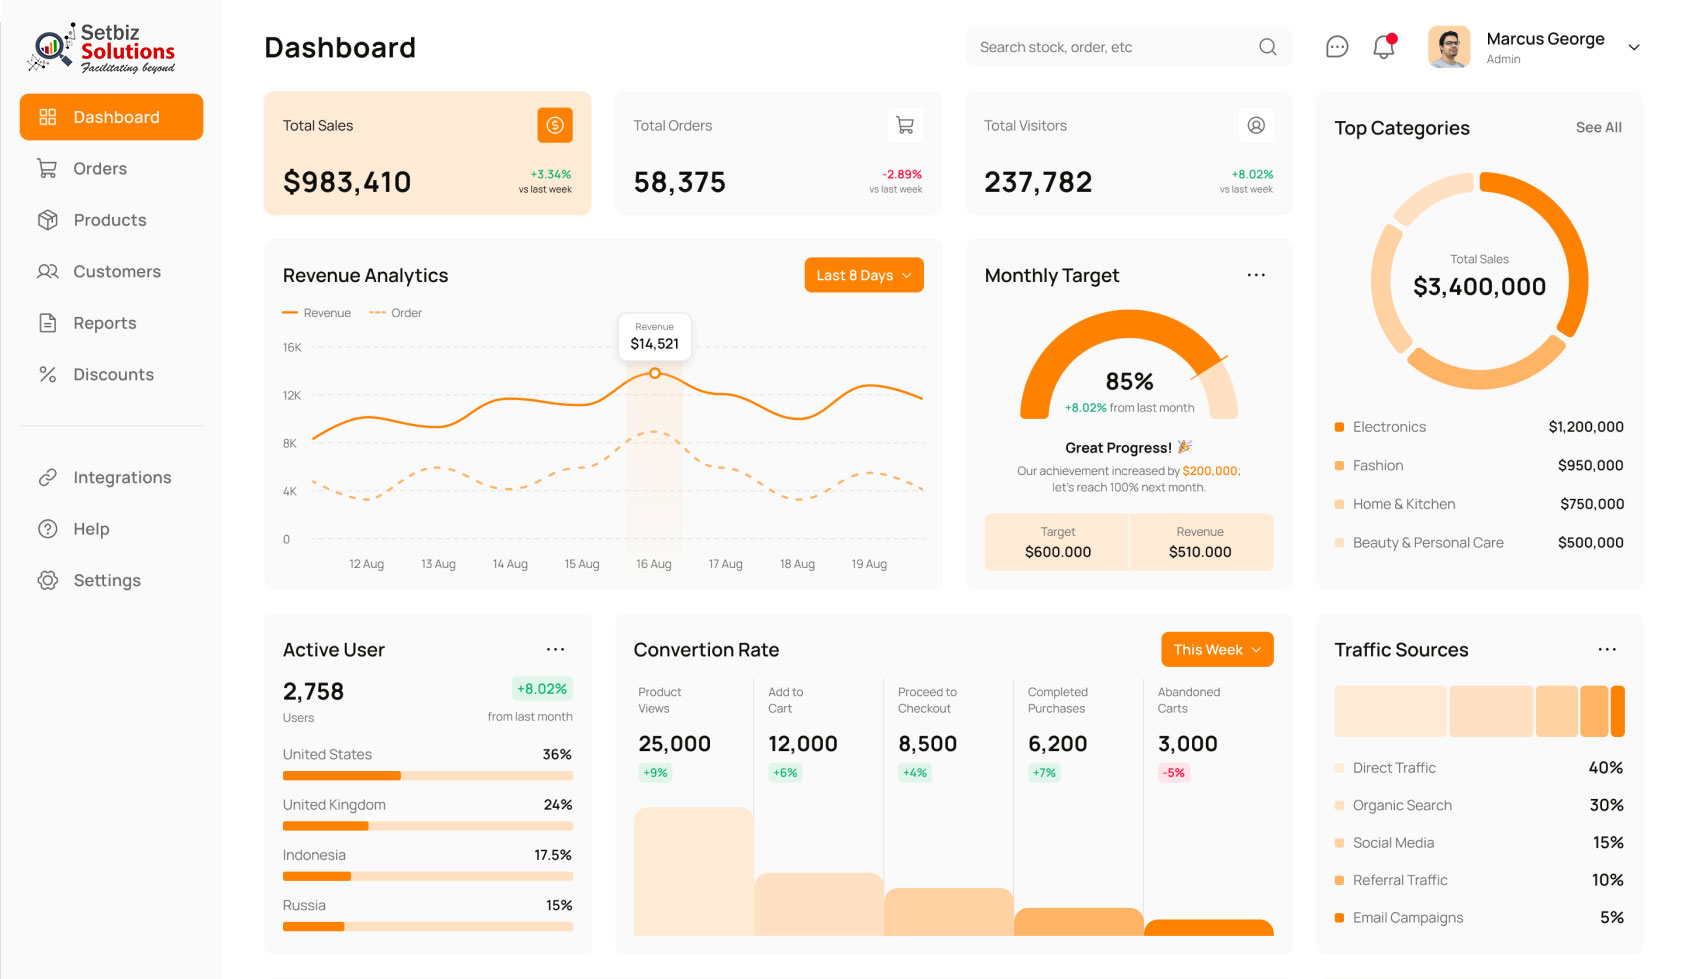 Setbiz
Solutions
Facilitating beyond
Dashboard
Orders
Products
Customers
Reports
Discounts
Integrations
Help
Settings
Dashboard
Search stock, order, etc
Marcus George
Admin
Total Sales
$983,410
+3.34%
vs last week
Total Orders
58,375
-2.89%
vs last week
Total Visitors
237,782
+8.02%
vs last week
Revenue Analytics
Last 8 Days
Revenue
Order
Revenue
$14,521
16K
12K
8K
4K
0
12 Aug
13 Aug
14 Aug
15 Aug
16 Aug
17 Aug
18 Aug
19 Aug
Monthly Target
85%
+8.02% from last month
Great Progress! 🎉
Our achievement increased by $200,000;
let's reach 100% next month.
Target
$600.000
Revenue
$510.000
Top Categories
See All
Total Sales
$3,400,000
Electronics $1,200,000
Fashion $950,000
Home & Kitchen $750,000
Beauty & Personal Care $500,000
Active User
2,758
Users
+8.02%
from last month
United States 36%
United Kingdom 24%
Indonesia 17.5%
Russia 15%
Convertion Rate
This Week
Product
Views
25,000
+9%
Add to
Cart
12,000
+6%
Proceed to
Checkout
8,500
+4%
Completed
Purchases
6,200
+7%
Abandoned
Carts
3,000
-5%
Traffic Sources
Direct Traffic 40%
Organic Search 30%
Social Media 15%
Referral Traffic 10%
Email Campaigns 5%